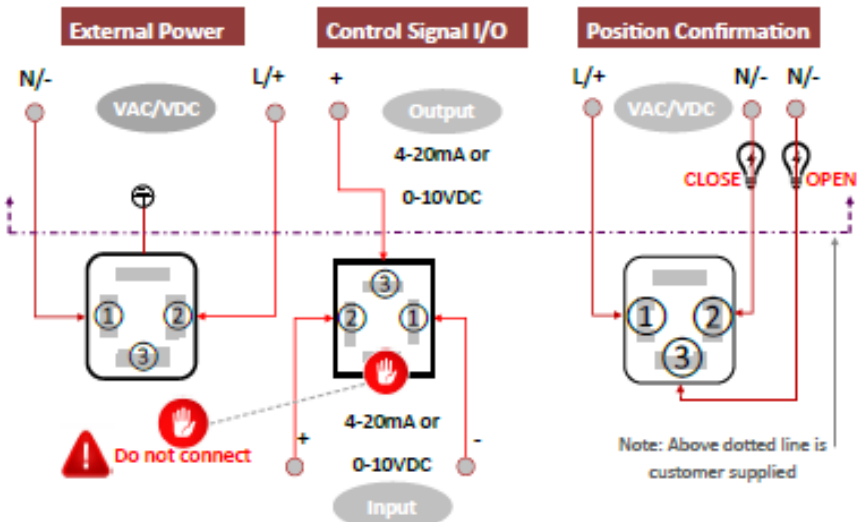 External Power
Control Signal I/O
Position Confirmation
N/-
L/+
+
L/+
N/-
N/-
VAC/VDC
Output
VAC/VDC
4-20mA or
0-10VDC
CLOSE
OPEN
1
2
3
3
2
1
1
2
3
Do not connect
+
4-20mA or
0-10VDC
-
Input
Note: Above dotted line is
customer supplied